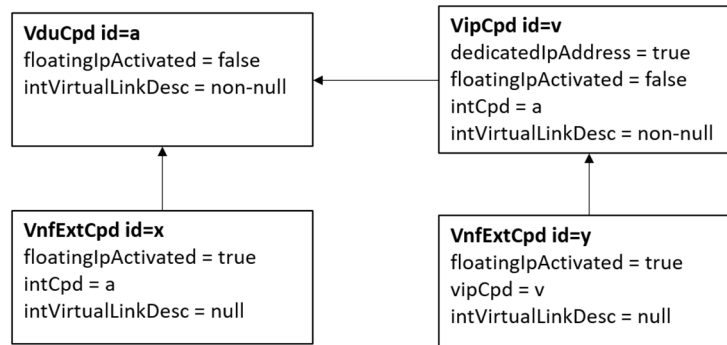 VduCpd id=a
floatingIpActivated = false
intVirtualLinkDesc = non-null
VipCpd id=v
dedicatedIpAddress = true
floatingIpActivated = false
intCpd = a
intVirtualLinkDesc = non-null
VnfExtCpd id=x
floatingIpActivated = true
intCpd = a
intVirtualLinkDesc = null
VnfExtCpd id=y
floatingIpActivated = true
vipCpd = v
intVirtualLinkDesc = null